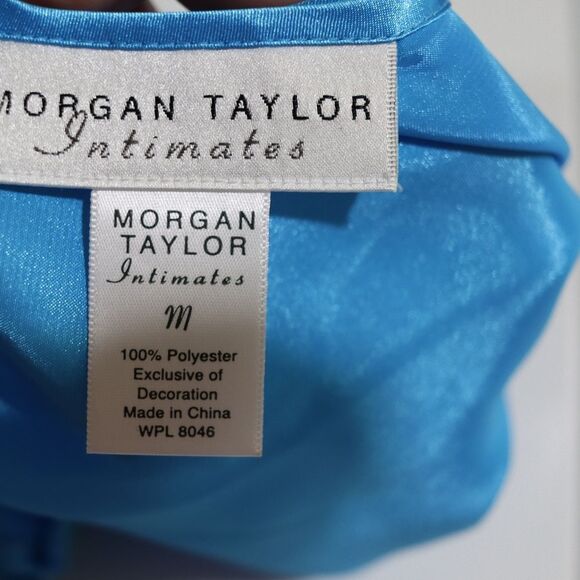 MORGAN TAYLOR
Intimates
MORGAN
TAYLOR
Intimates
M
100% Polyester
Exclusive of
Decoration
Made in China
WPL 8046